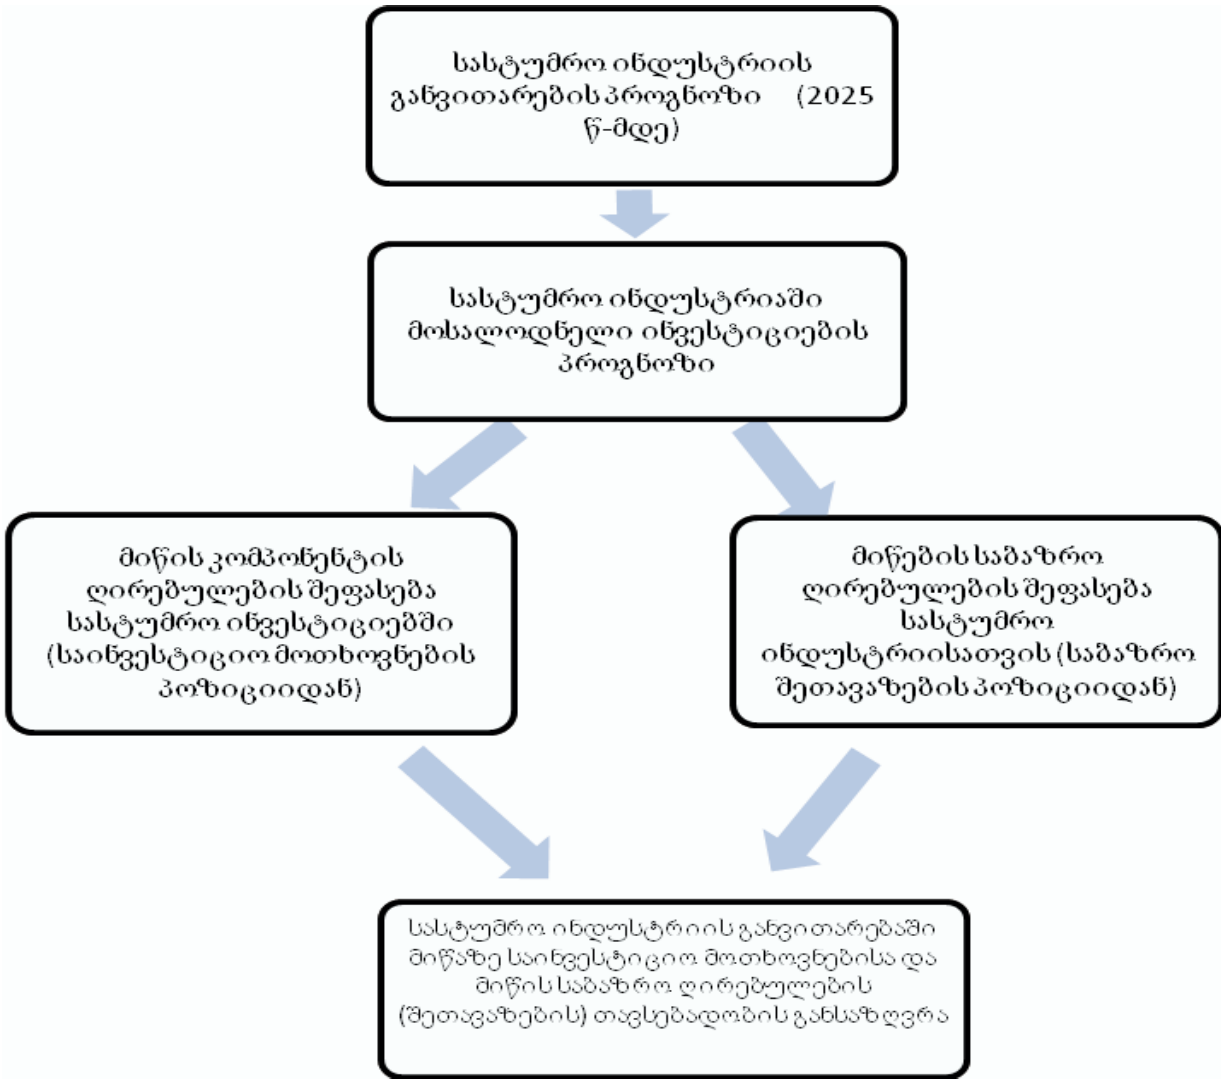 სასტუმრო ინდუსტრიის
განვითარების პროგნოზი (2025
წ-მდე)
სასტუმრო ინდუსტრიაში
მოსალოდნელი ინვესტიციების
პროგნოზი
მიწის კომპონენტის
ღირებულების შეფასება
სასტუმრო ინვესტიციებში
(საინვესტიციო მოთხოვნების
პოზიციიდან)
მიწების საბაზრო
ღირებულების შეფასება
სასტუმრო
ინდუსტრიისათვის (საბაზრო
შეთავაზების პოზიციიდან)
სასტუმრო ინდუსტრიის განვითარებაში
მიწაზე საინვესტიციო მოთხოვნებისა და
მიწის საბაზრო ღირებულების
(შეთავაზების) თავსებადობის განსაზღვრა